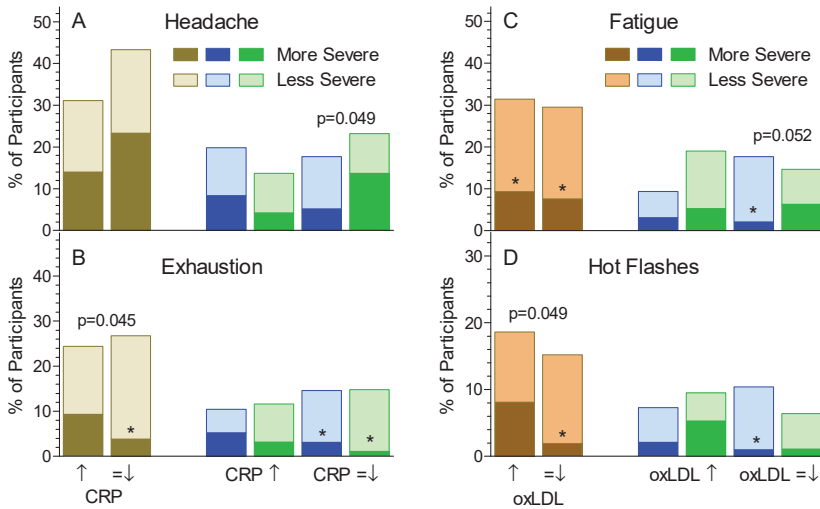 A
Headache
% of Participants
50
40
30
20
10
0
More Severe
Less Severe
p=0.049
B
Exhaustion
% of Participants
40
30
20
10
0
p=0.045
*
*
*
↑ =↓
CRP
CRP ↑
CRP =↓
C
Fatigue
% of Participants
50
40
30
20
10
0
More Severe
Less Severe
p=0.052
*
*
*
D
Hot Flashes
% of Participants
30
20
10
0
p=0.049
*
*
↑ =↓
oxLDL
oxLDL ↑
oxLDL =↓